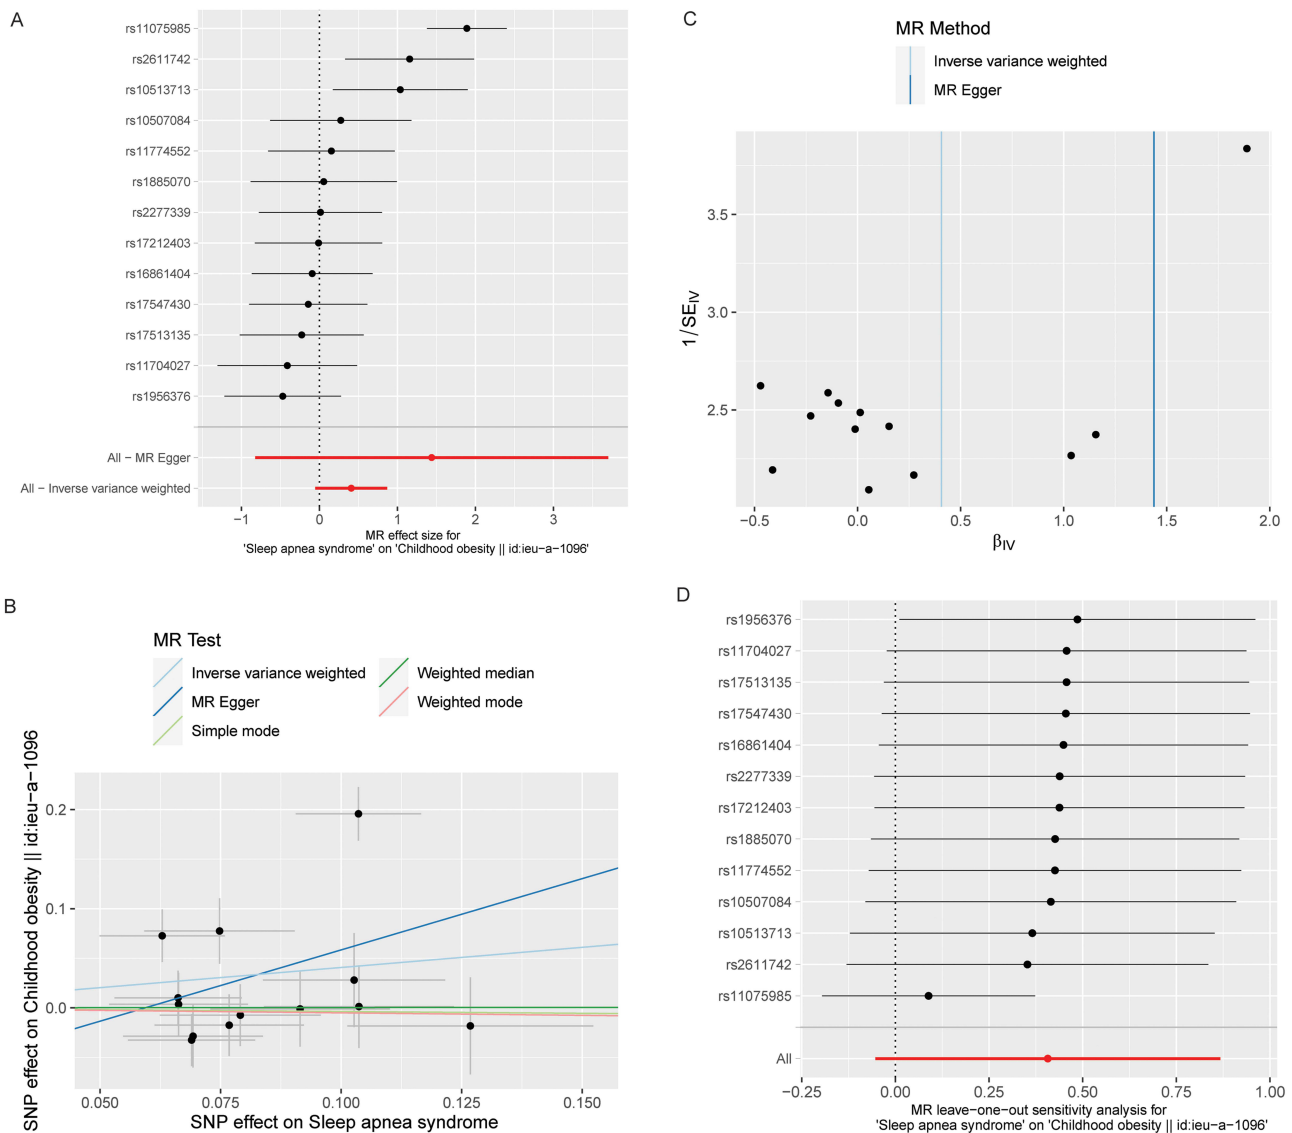 A
rs11075985
rs2611742
rs10513713
rs10507084
rs11774552
rs1885070
rs2277339
rs17212403
rs16861404
rs17547430
rs17513135
rs11704027
rs1956376
All − MR Egger
All − Inverse variance weighted
−1 0 1 2 3
MR effect size for
'Sleep apnea syndrome' on 'Childhood obesity || id:ieu−a−1096'
B
MR Test
Inverse variance weighted
MR Egger
Simple mode
Weighted median
Weighted mode
SNP effect on Childhood obesity || id:ieu−a−1096
0.2
0.1
0.0
0.050 0.075 0.100 0.125 0.150
SNP effect on Sleep apnea syndrome
C
MR Method
Inverse variance weighted
MR Egger
1/SEIV
3.5
3.0
2.5
−0.5 0.0 0.5 1.0 1.5 2.0
βIV
D
rs1956376
rs11704027
rs17513135
rs17547430
rs16861404
rs2277339
rs17212403
rs1885070
rs11774552
rs10507084
rs10513713
rs2611742
rs11075985
All
−0.25 0.00 0.25 0.50 0.75 1.00
MR leave−one−out sensitivity analysis for
'Sleep apnea syndrome' on 'Childhood obesity || id:ieu−a−1096'